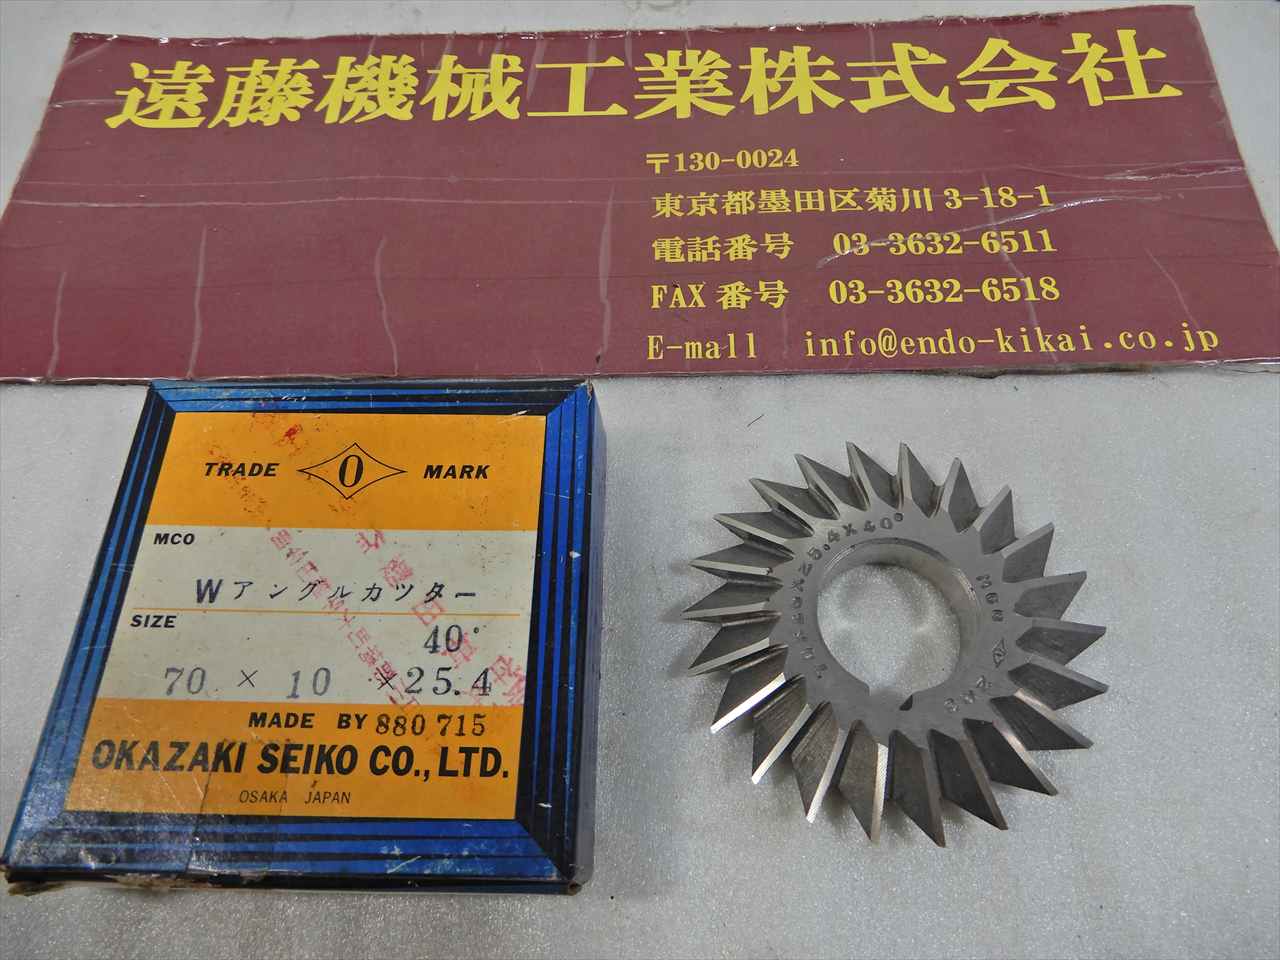 遠藤機械工業株式会社
〒130-0024
東京都墨田区菊川 3-18-1
電話番号 03-3632-6511
FAX 番号 03-3632-6518
E-mall info@endo-kikai.co.jp
TRADE O MARK
MCO
W アングルカツター
SIZE
40°
70 × 10 × 25.4
MADE BY 880 715
OKAZAKI SEIKO CO., LTD.
OSAKA JAPAN
X25.4X40°